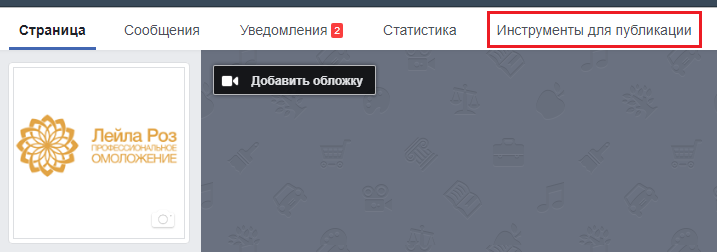 Страница Сообщения Уведомления 2 Статистика Инструменты для публикации
Добавить обложку
Лейла Роз
ПРОФЕССИОНАЛЬНОЕ
ОМОЛОЖЕНИЕ